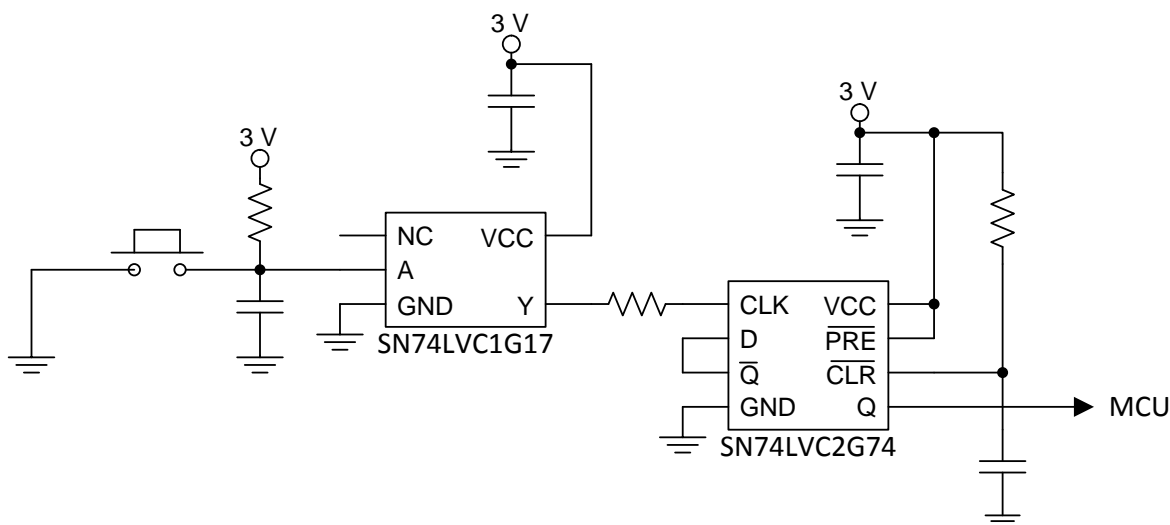 3 V
3 V
3 V
NC
VCC
A
GND
Y
SN74LVC1G17
CLK
VCC
D
PRE
Q
CLR
GND
Q
SN74LVC2G74
MCU